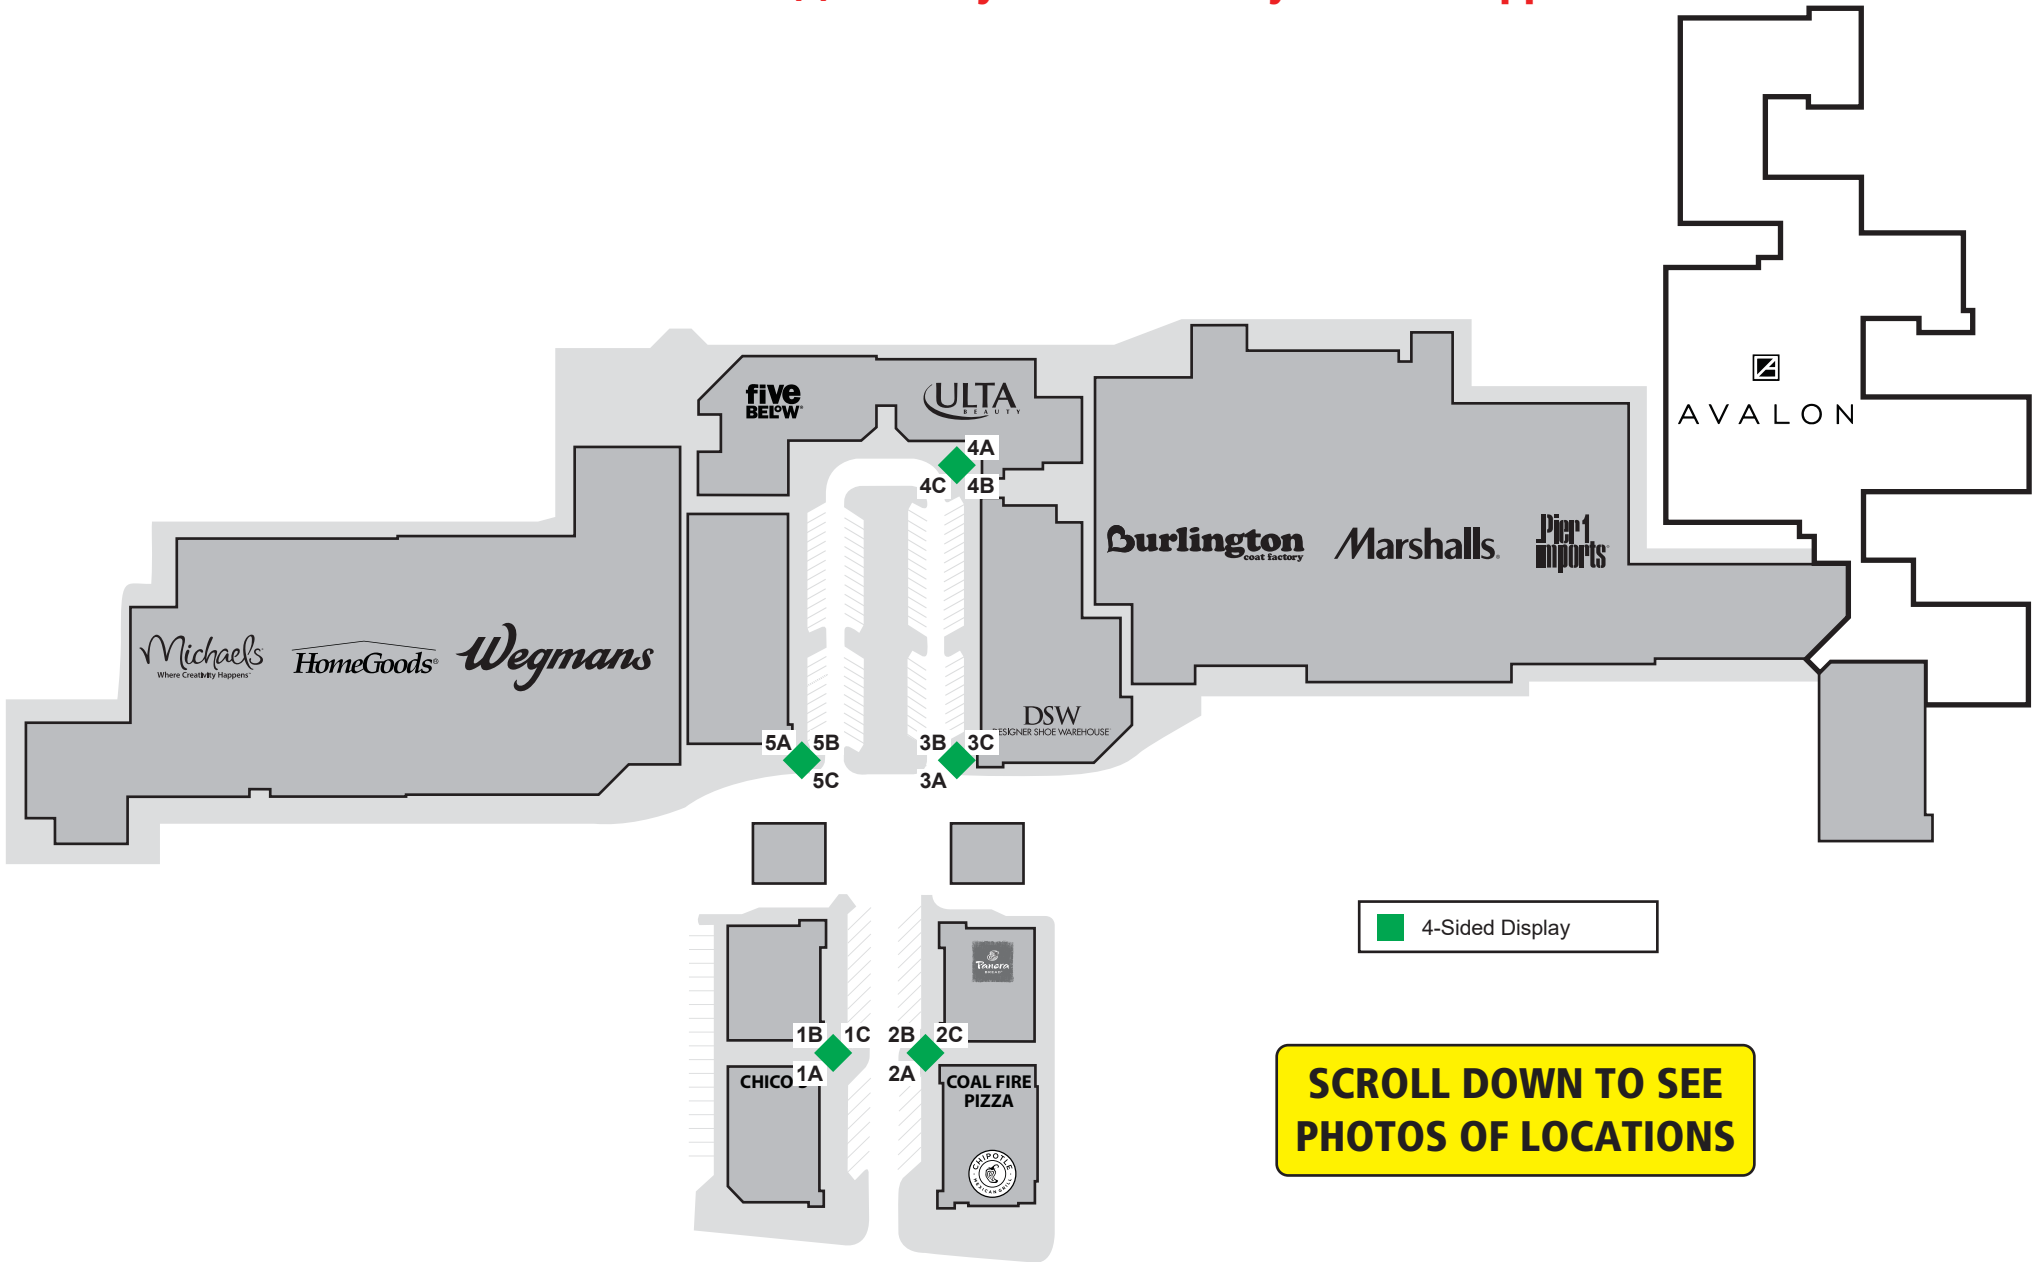 five
BEL°W
ULTA
BEAUTY
4A
4C
4B
AVALON
Burlington
coat factory
Marshalls
Pier 1
imports
Michaels
Where Creativity Happens
HomeGoods
Wegmans
DSW
DESIGNER SHOE WAREHOUSE
5A
5B
5C
3B
3C
3A
4-Sided Display
Panera
BREAD
1B
1C
1A
2B
2C
2A
CHICO'S
COAL FIRE
PIZZA
CHIPOTLE
MEXICAN GRILL
SCROLL DOWN TO SEE
PHOTOS OF LOCATIONS